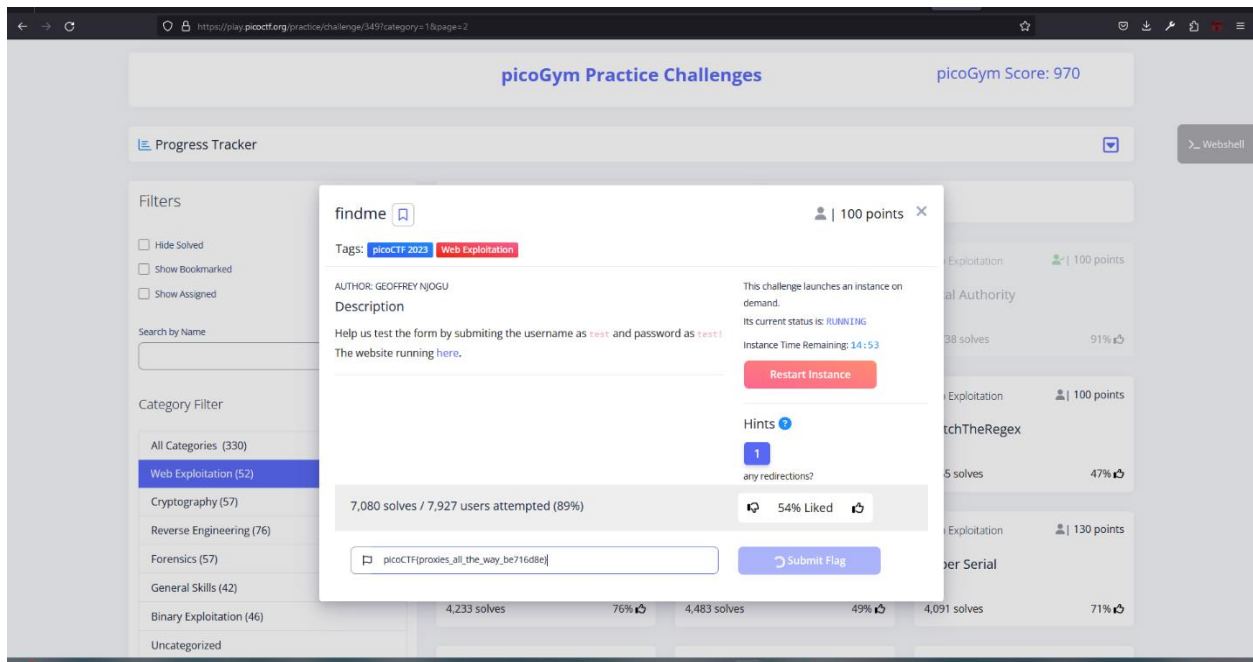 https://play.picoctf.org/practice/challenge/349?category=1&page=2
picoGym Practice Challenges
picoGym Score: 970
Progress Tracker
>_ Webshell
Filters
Hide Solved
Show Bookmarked
Show Assigned
Search by Name
Category Filter
All Categories (330)
Web Exploitation (52)
Cryptography (57)
Reverse Engineering (76)
Forensics (57)
General Skills (42)
Binary Exploitation (46)
Uncategorized
findme
| 100 points
Tags: picoCTF 2023 Web Exploitation
AUTHOR: GEOFFREY NJOGU
Description
Help us test the form by submiting the username as test and password as test!
The website running here.
This challenge launches an instance on
demand.
Its current status is: RUNNING
Instance Time Remaining: 14:53
Restart Instance
Hints ?
1
any redirections?
7,080 solves / 7,927 users attempted (89%)
54% Liked
picoCTF{proxies_all_the_way_be716d8e}
Submit Flag
Exploitation
| 100 points
al Authority
38 solves
91%
Exploitation
| 100 points
tchTheRegex
5 solves
47%
Exploitation
| 130 points
er Serial
4,233 solves
76%
4,483 solves
49%
4,091 solves
71%